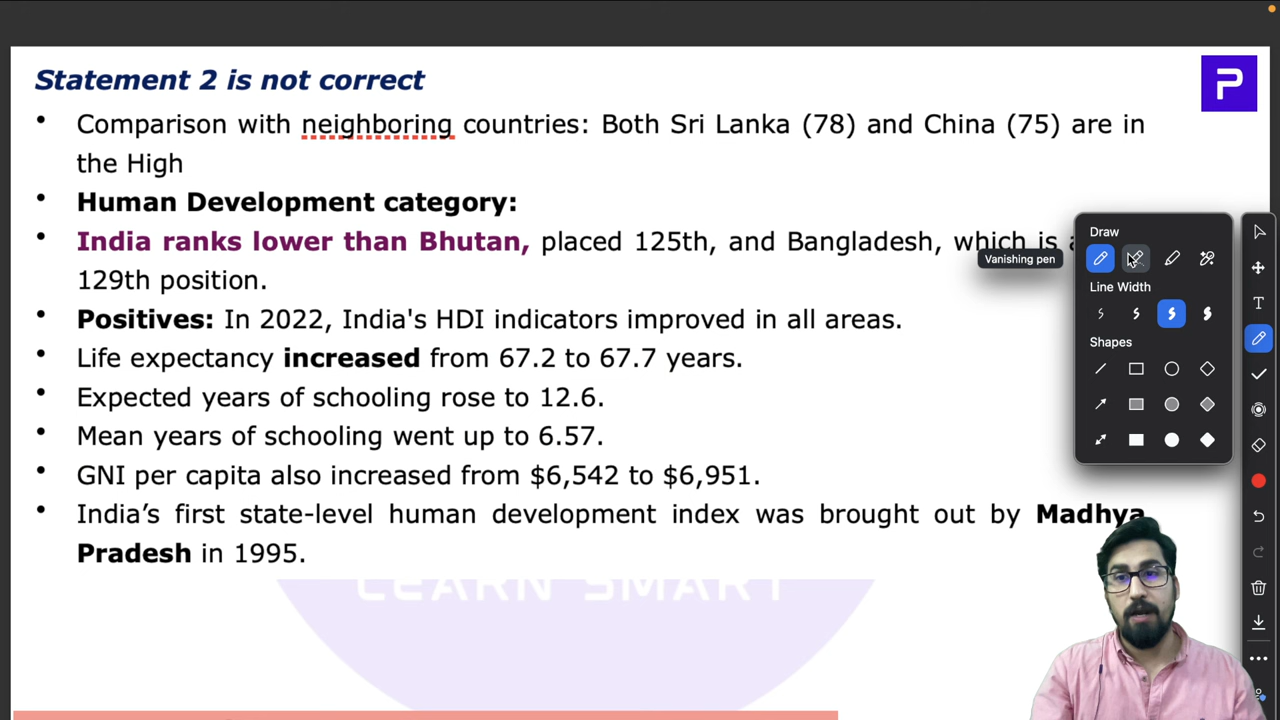 Statement 2 is not correct
• Comparison with neighboring countries: Both Sri Lanka (78) and China (75) are in
the High
• Human Development category:
• India ranks lower than Bhutan, placed 125th, and Bangladesh, which is
129th position.
• Positives: In 2022, India's HDI indicators improved in all areas.
• Life expectancy increased from 67.2 to 67.7 years.
• Expected years of schooling rose to 12.6.
• Mean years of schooling went up to 6.57.
• GNI per capita also increased from $6,542 to $6,951.
• India’s first state-level human development index was brought out by Madhya
Pradesh in 1995.
LEARN SMART
P
Draw
Vanishing pen
Line Width
Shapes
T